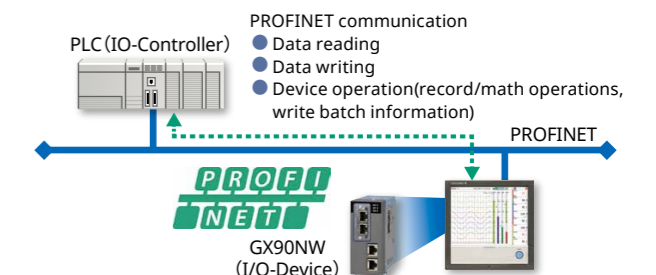 PROFINET communication
PLC（IO-Controller）
● Data reading
● Data writing
● Device operation(record/math operations,
write batch information)
PROFINET
PROFI
NET
GX90NW
(I/O-Device)